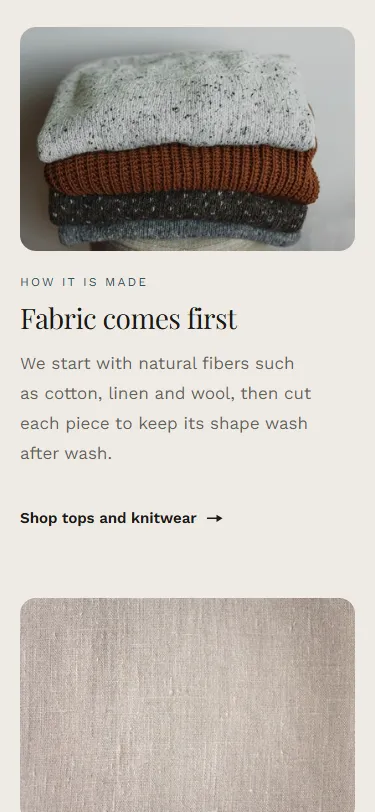 HOW IT IS MADE
Fabric comes first
We start with natural fibers such
as cotton, linen and wool, then cut
each piece to keep its shape wash
after wash.
Shop tops and knitwear →